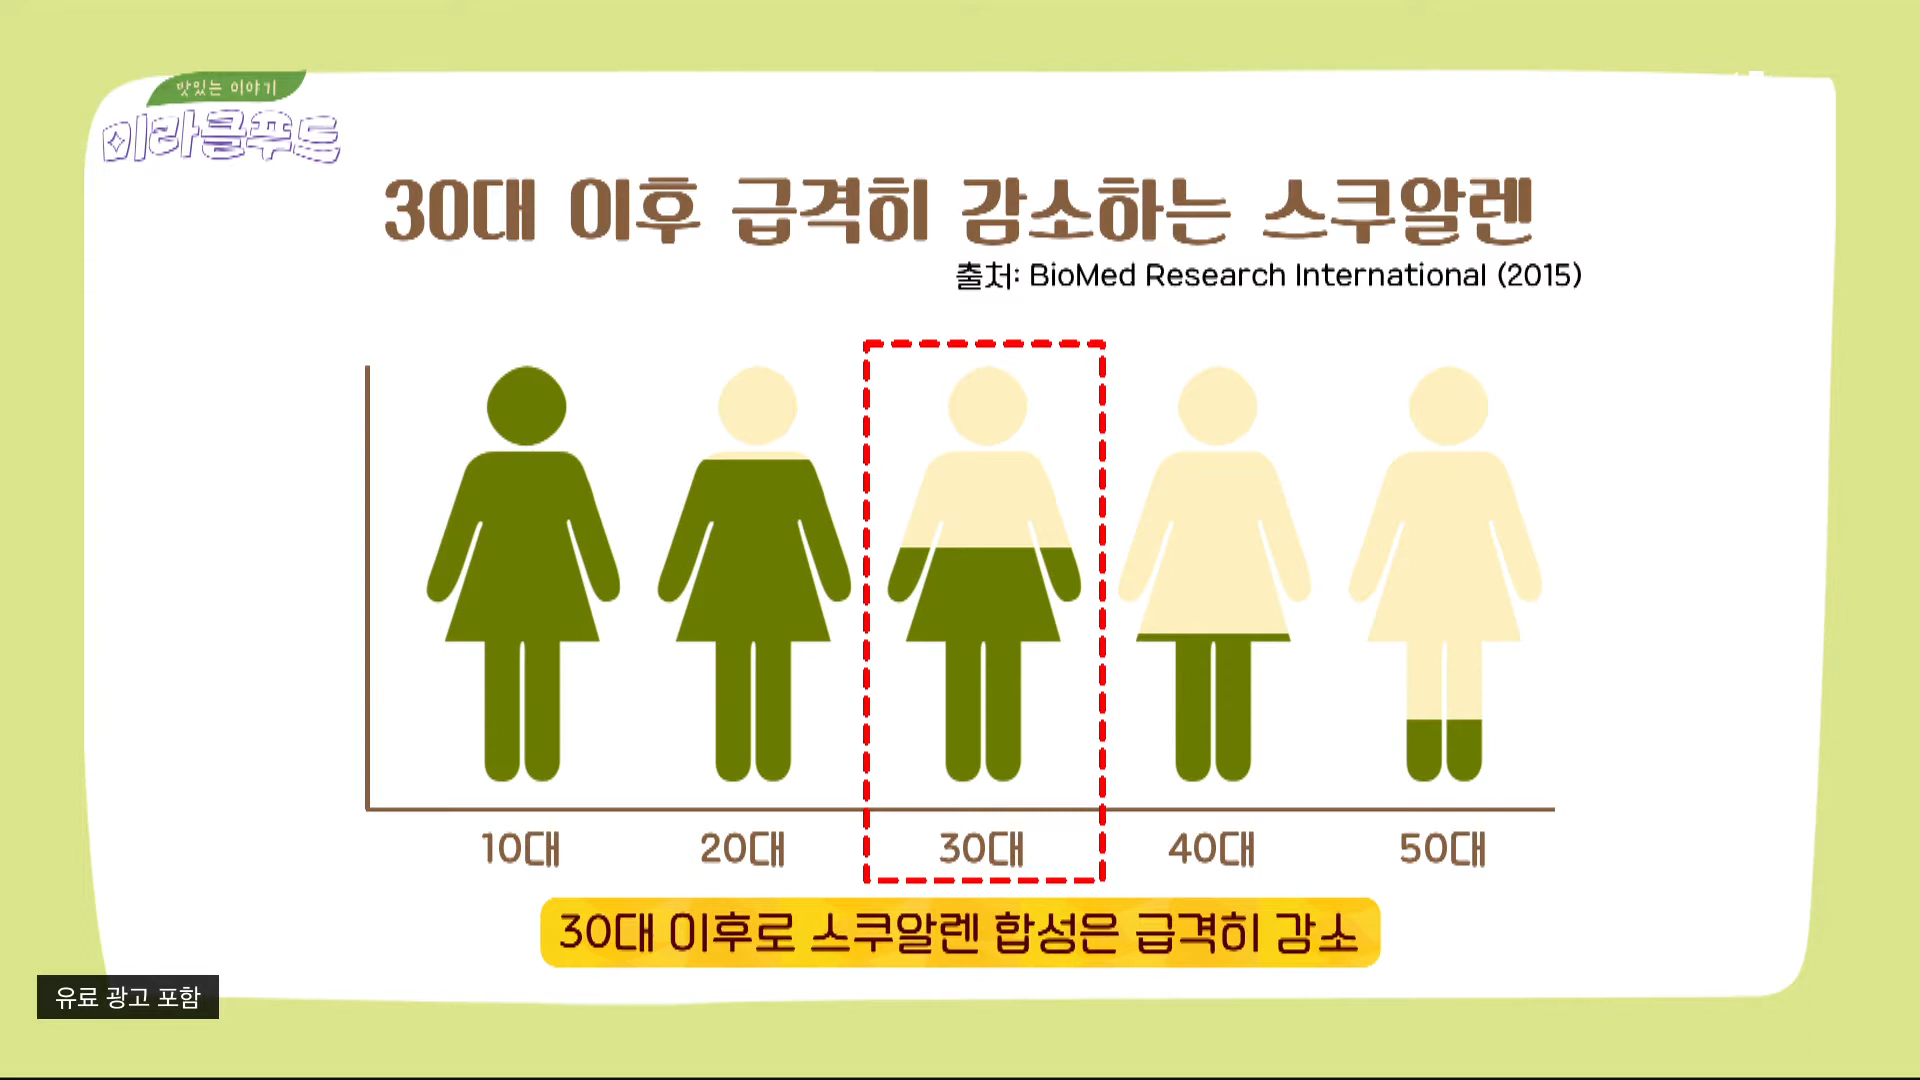 맛있는 이야기
미라클푸드
30대 이후 급격히 감소하는 스쿠알렌
출처: BioMed Research International (2015)
10대 20대 30대 40대 50대
30대 이후로 스쿠알렌 합성은 급격히 감소
유료 광고 포함